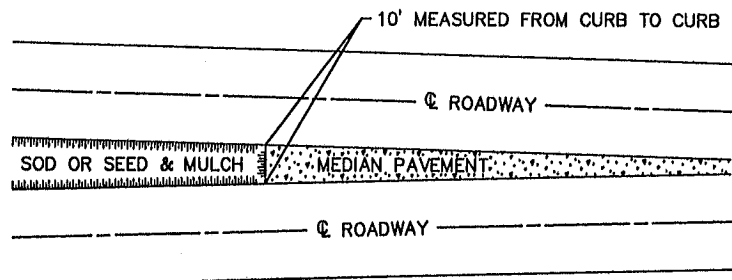 10' MEASURED FROM CURB TO CURB
℄ ROADWAY
SOD OR SEED & MULCH
MEDIAN PAVEMENT
℄ ROADWAY